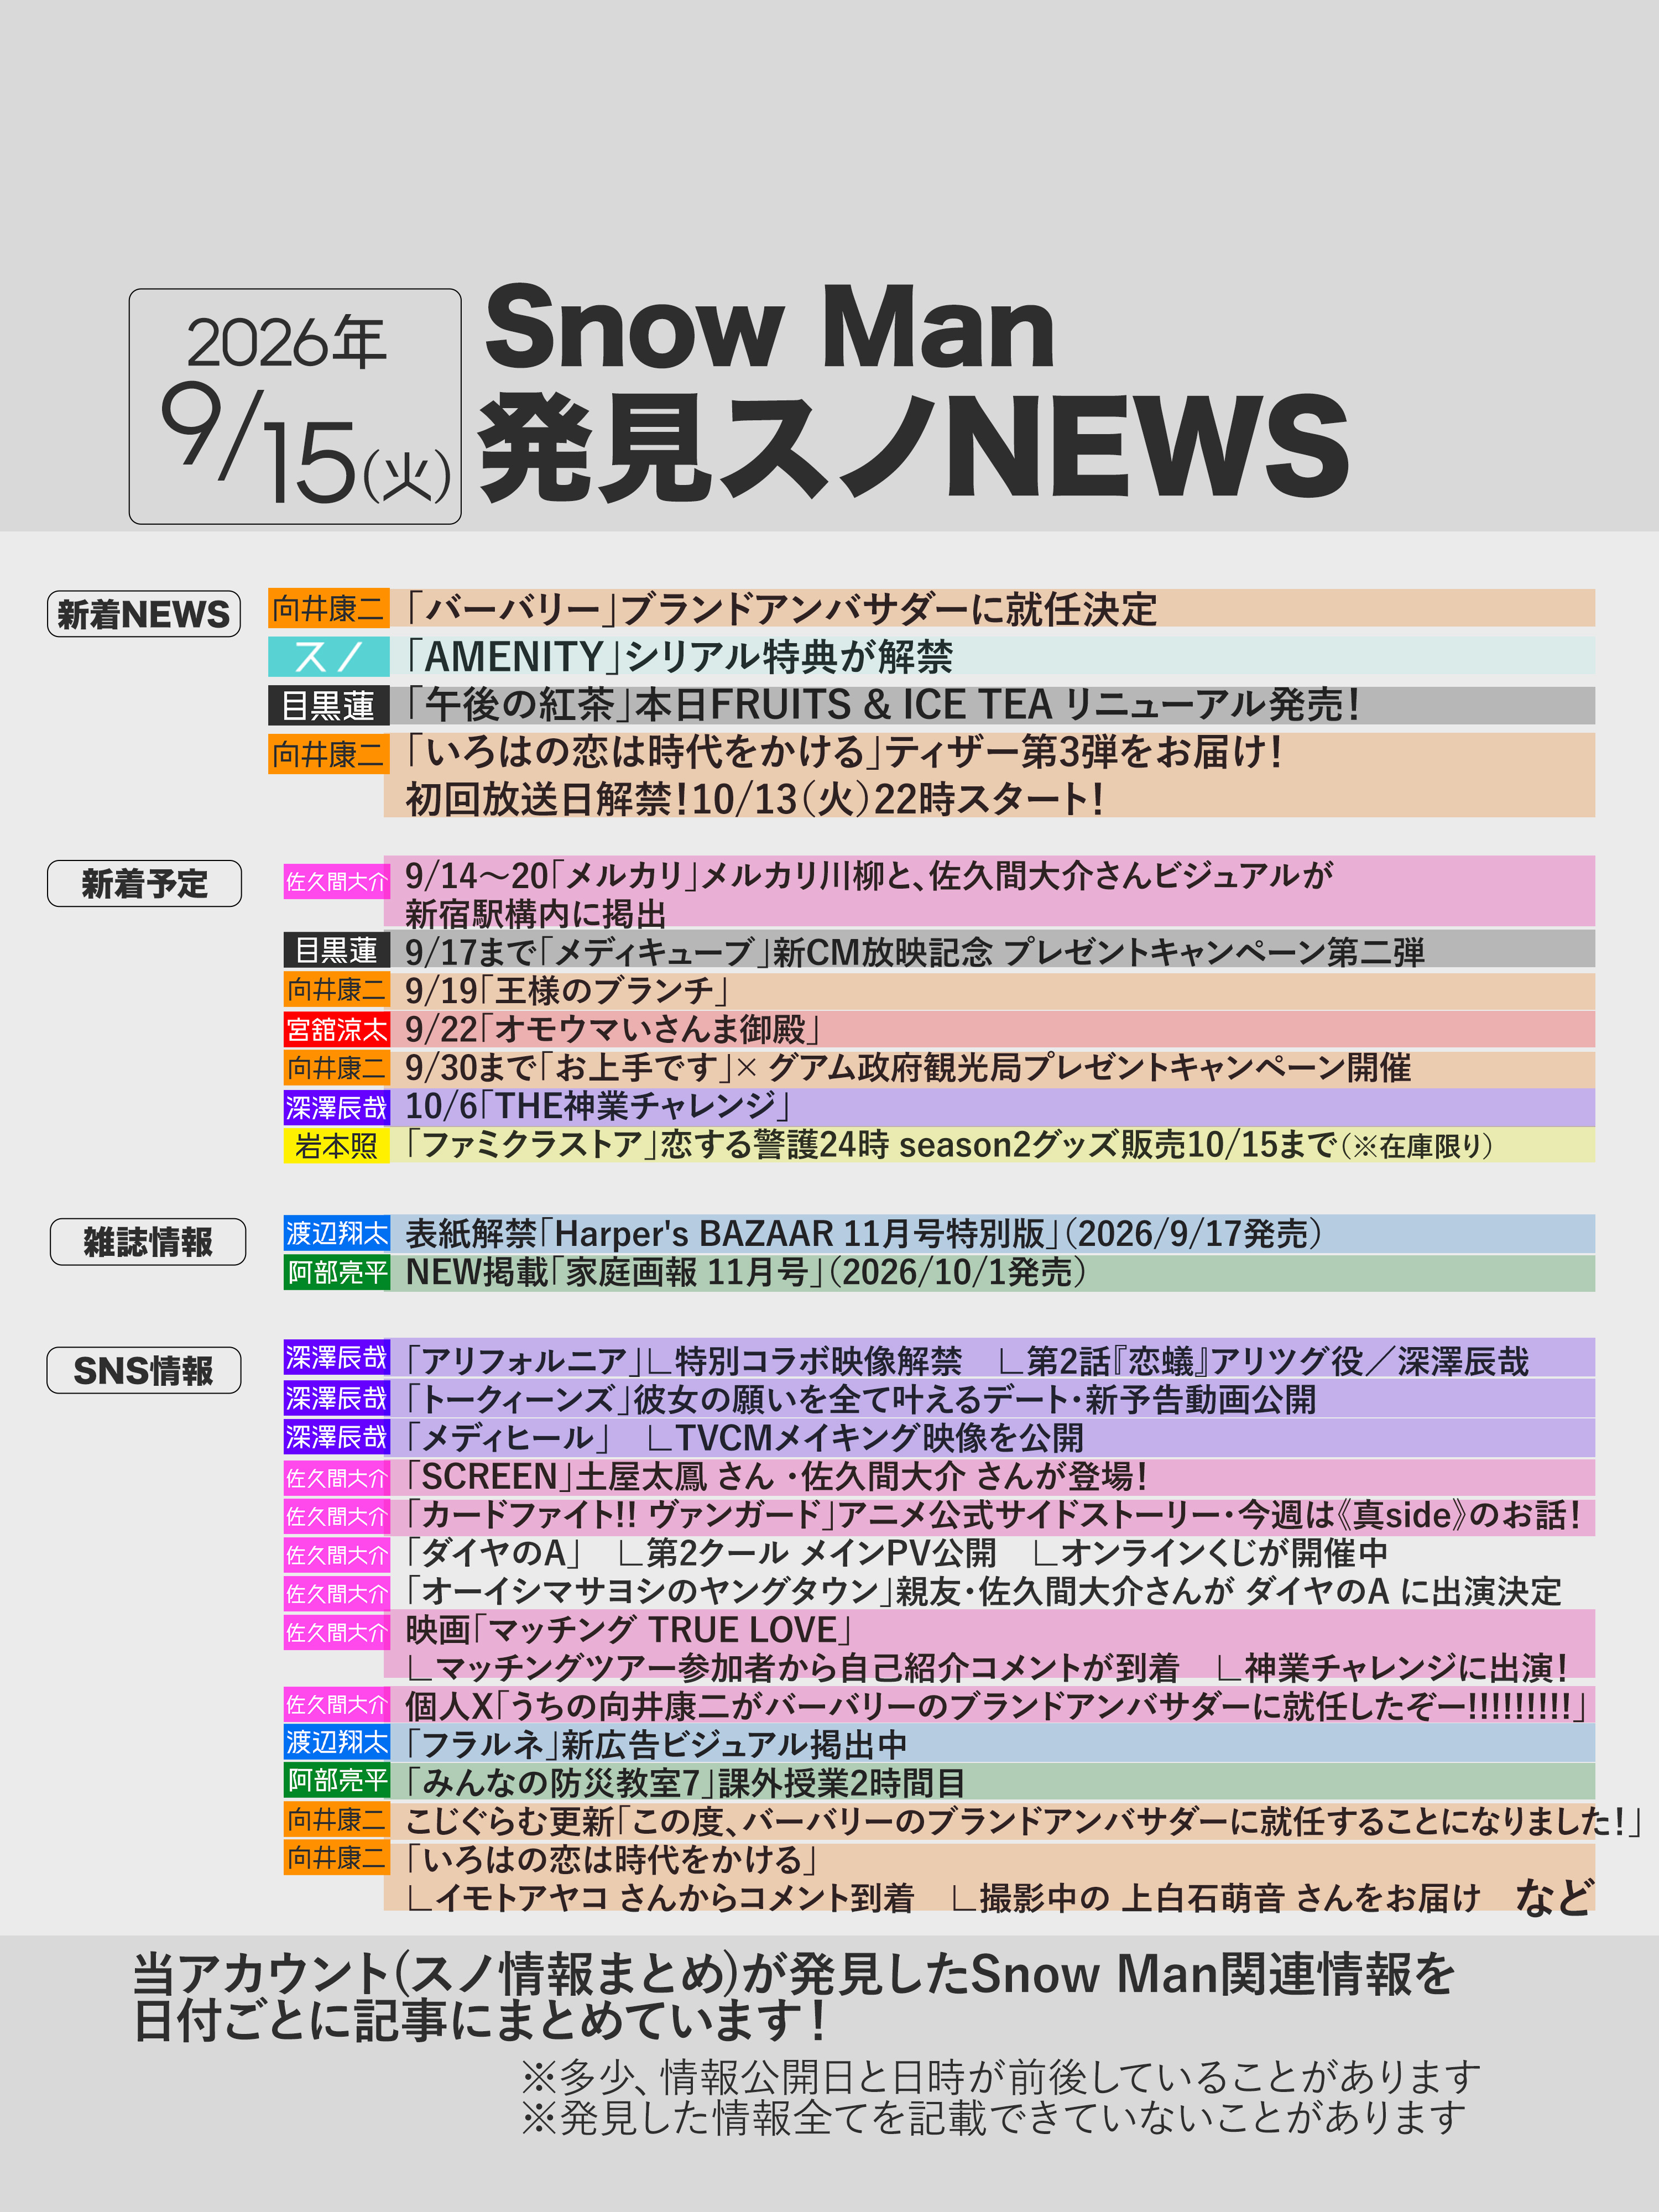 2026年
9/15(火)
Snow Man
発見スノNEWS
新着NEWS
向井康二 「バーバリー」ブランドアンバサダーに就任決定
スノ 「AMENITY」シリアル特典が解禁
目黒蓮 「午後の紅茶」本日FRUITS & ICE TEA リニューアル発売！
向井康二 「いろはの恋は時代をかける」ティザー第3弾をお届け！
初回放送日解禁！10/13（火）22時スタート！
新着予定
佐久間大介 9/14～20「メルカリ」メルカリ川柳と、佐久間大介さんビジュアルが
新宿駅構内に掲出
目黒蓮 9/17まで「メディキューブ」新CM放映記念 プレゼントキャンペーン第二弾
向井康二 9/19「王様のブランチ」
宮舘涼太 9/22「オモウマいさんま御殿」
向井康二 9/30まで「お上手です」× グアム政府観光局プレゼントキャンペーン開催
深澤辰哉 10/6「THE神業チャレンジ」
岩本照 「ファミクラストア」恋する警護24時 season2グッズ販売10/15まで（※在庫限り）
雑誌情報
渡辺翔太 表紙解禁「Harper's BAZAAR 11月号特別版」（2026/9/17発売）
阿部亮平 NEW掲載「家庭画報 11月号」（2026/10/1発売）
SNS情報
深澤辰哉 「アリフォルニア」∟特別コラボ映像解禁　∟第2話『恋蟻』アリツグ役／深澤辰哉
深澤辰哉 「トークィーンズ」彼女の願いを全て叶えるデート・新予告動画公開
深澤辰哉 「メディヒール」　∟TVCMメイキング映像を公開
佐久間大介 「SCREEN」土屋太鳳 さん ・佐久間大介 さんが登場！
佐久間大介 「カードファイト!! ヴァンガード」アニメ公式サイドストーリー・今週は《真side》のお話！
佐久間大介 「ダイヤのA」　∟第2クール メインPV公開　∟オンラインくじが開催中
佐久間大介 「オーイシマサヨシのヤングタウン」親友・佐久間大介さんが ダイヤのA に出演決定
佐久間大介 映画「マッチング TRUE LOVE」
∟マッチングツアー参加者から自己紹介コメントが到着　∟神業チャレンジに出演！
佐久間大介 個人X「うちの向井康二がバーバリーのブランドアンバサダーに就任したぞー!!!!!!!!!」
渡辺翔太 「フラルネ」新広告ビジュアル掲出中
阿部亮平 「みんなの防災教室7」課外授業2時間目
向井康二 こじぐらむ更新「この度、バーバリーのブランドアンバサダーに就任することになりました！」
向井康二 「いろはの恋は時代をかける」
∟イモトアヤコ さんからコメント到着　∟撮影中の 上白石萌音 さんをお届け　など
当アカウント(スノ情報まとめ)が発見したSnow Man関連情報を
日付ごとに記事にまとめています！
※多少、情報公開日と日時が前後していることがあります
※発見した情報全てを記載できていないことがあります